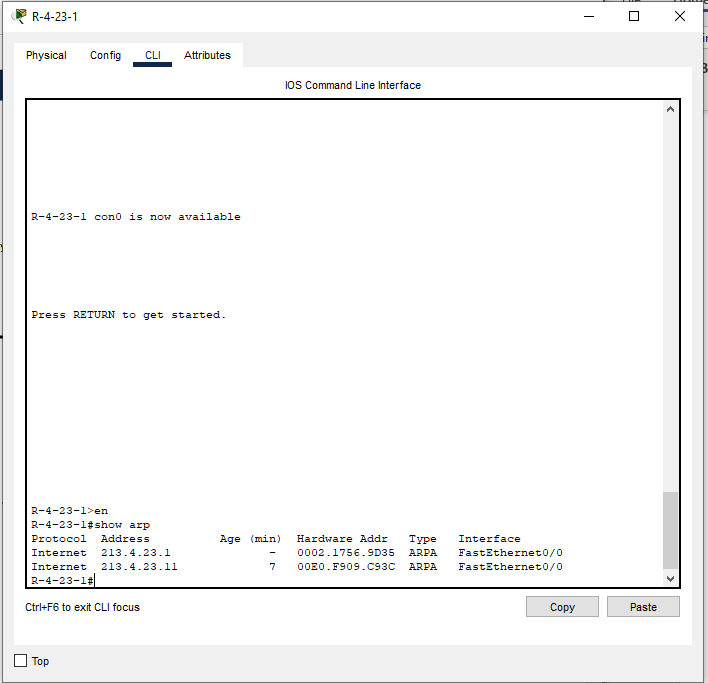 R-4-23-1
Physical Config CLI Attributes
IOS Command Line Interface
R-4-23-1 con0 is now available
Press RETURN to get started.
R-4-23-1>en
R-4-23-1#show arp
Protocol  Address          Age (min)  Hardware Addr   Type   Interface
Internet  213.4.23.1              -   0002.1756.9D35  ARPA   FastEthernet0/0
Internet  213.4.23.11             7   00E0.F909.C93C  ARPA   FastEthernet0/0
R-4-23-1#
Ctrl+F6 to exit CLI focus
Copy Paste
Top